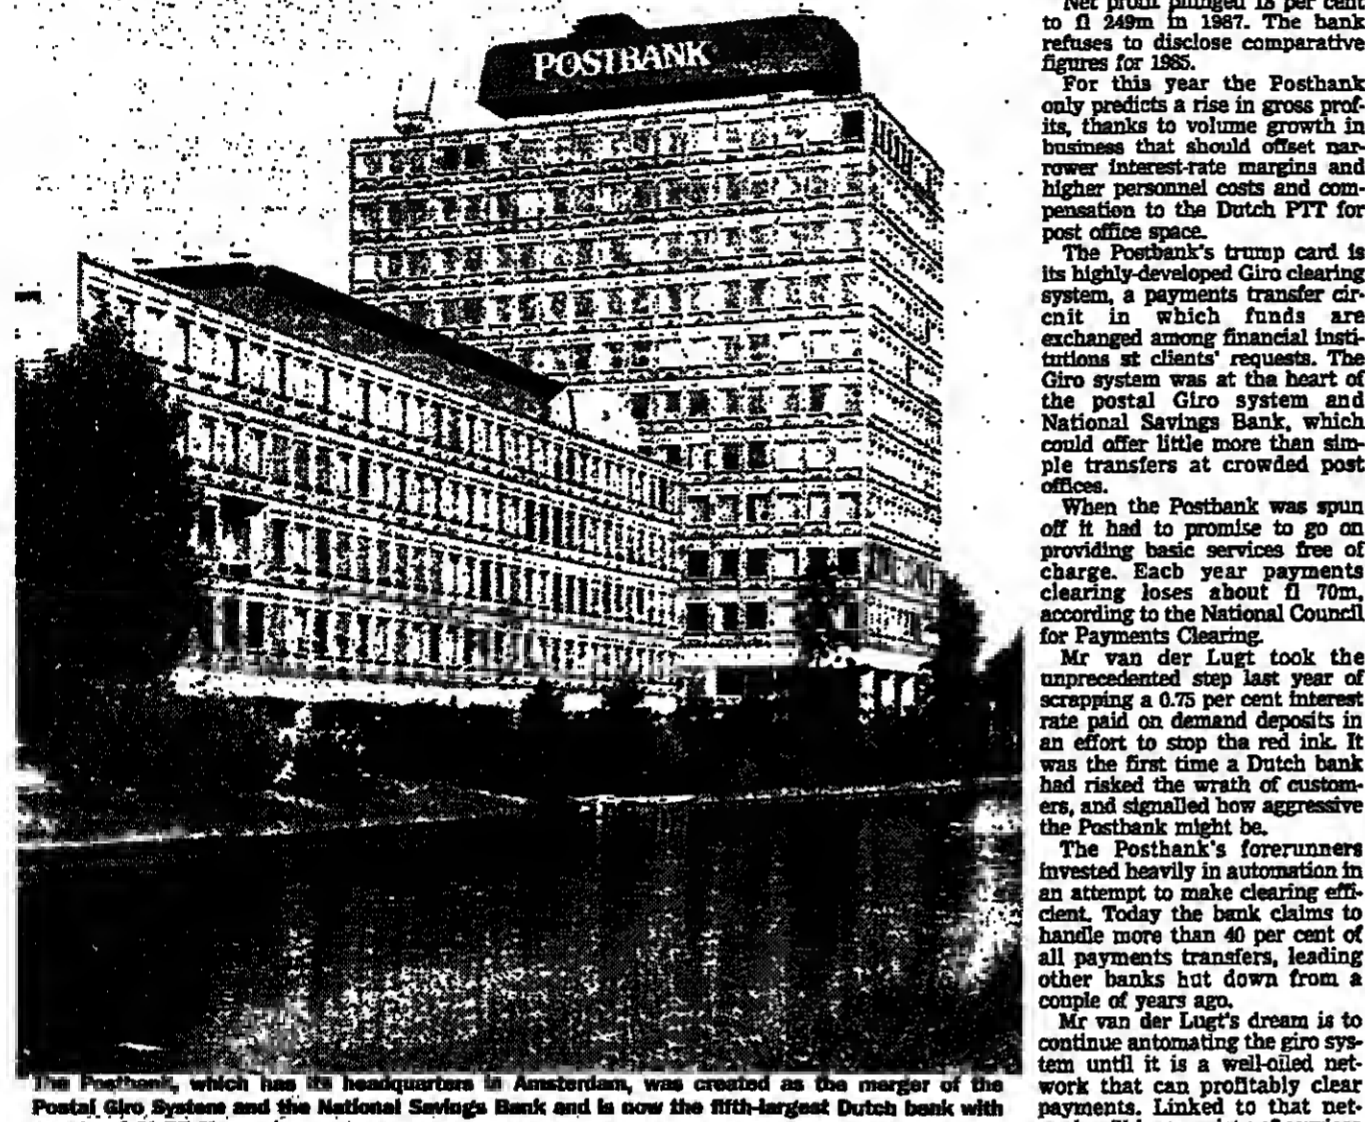 POSTBANK
The Postbank, which has its headquarters in Amsterdam, was created as the merger of the
Postal Giro System and the National Savings Bank and is now the fifth-largest Dutch bank with
Net profit plunged 18 per cent
to fl 249m in 1987. The bank
refuses to disclose comparative
figures for 1985.
For this year the Postbank
only predicts a rise in gross prof-
its, thanks to volume growth in
business that should offset nar-
rower interest-rate margins and
higher personnel costs and com-
pensation to the Dutch PTT for
post office space.
The Postbank's trump card is
its highly-developed Giro clearing
system, a payments transfer cir-
cuit in which funds are
exchanged among financial insti-
tutions at clients' requests. The
Giro system was at the heart of
the postal Giro system and
National Savings Bank, which
could offer little more than sim-
ple transfers at crowded post
offices.
When the Postbank was spun
off it had to promise to go on
providing basic services free of
charge. Each year payments
clearing loses about fl 70m,
according to the National Council
for Payments Clearing.
Mr van der Lugt took the
unprecedented step last year of
scrapping a 0.75 per cent interest
rate paid on demand deposits in
an effort to stop the red ink. It
was the first time a Dutch bank
had risked the wrath of custom-
ers, and signalled how aggressive
the Postbank might be.
The Postbank's forerunners
invested heavily in automation in
an attempt to make clearing effi-
cient. Today the bank claims to
handle more than 40 per cent of
all payments transfers, leading
other banks but down from a
couple of years ago.
Mr van der Lugt's dream is to
continue automating the giro sys-
tem until it is a well-oiled net-
work that can profitably clear
payments. Linked to that net-